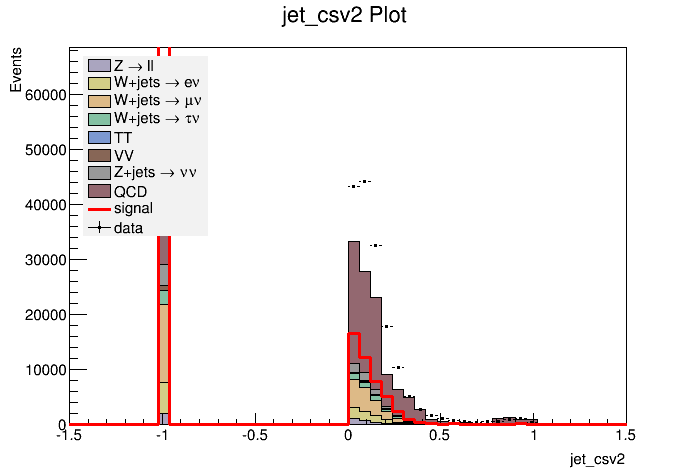 jet_csv2 Plot
Events
60000
50000
40000
30000
20000
10000
0
Z → ll
W+jets → eν
W+jets → μν
W+jets → τν
TT
VV
Z+jets → νν
QCD
signal
data
-1.5 -1 -0.5 0 0.5 1 1.5
jet_csv2